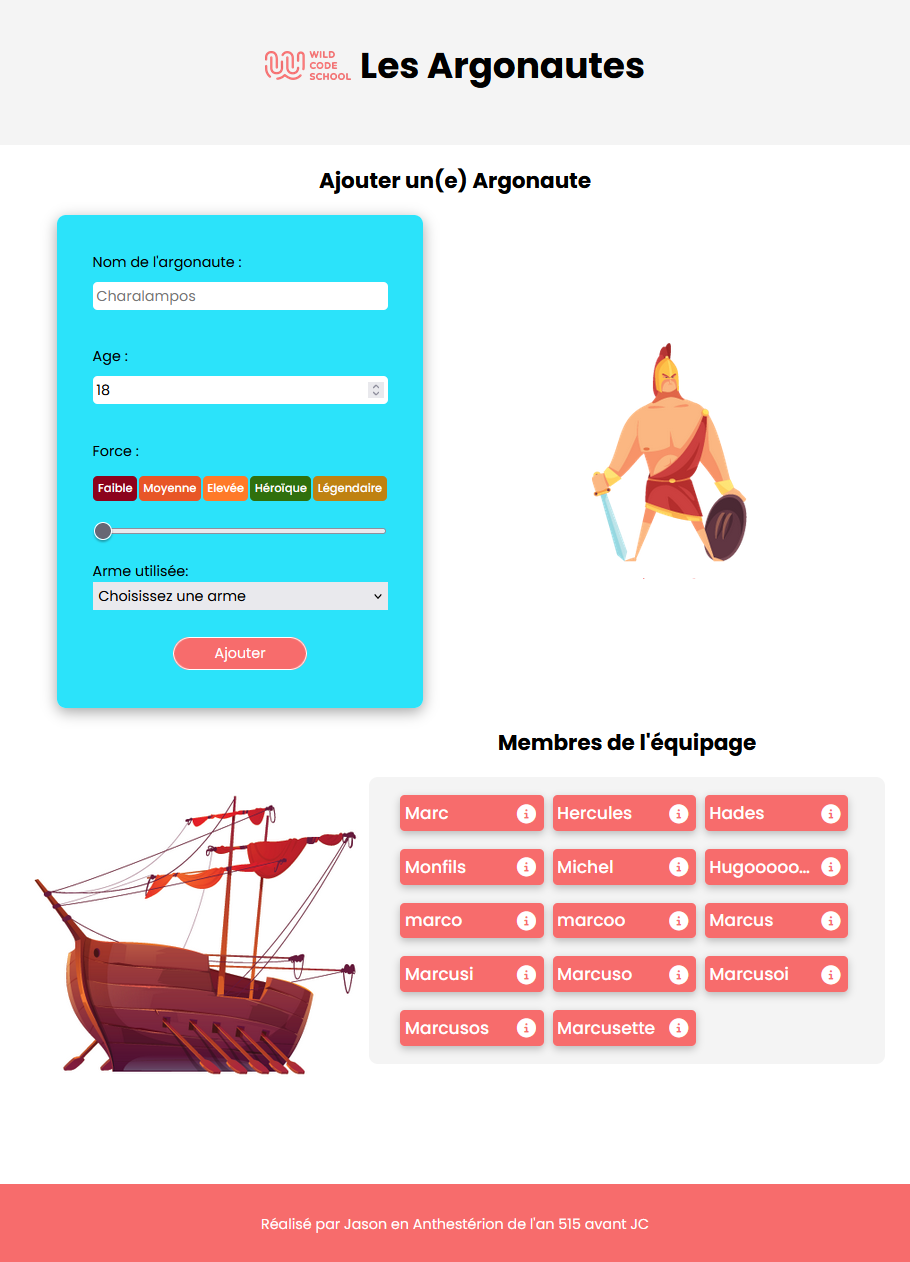 WILD
CODE
SCHOOL
Les Argonautes
Ajouter un(e) Argonaute
Nom de l'argonaute :
Charalampos
Age :
18
Force :
Faible Moyenne Elevée Héroïque Légendaire
Arme utilisée:
Choisissez une arme
Ajouter
Membres de l'équipage
Marc Hercules Hades
Monfils Michel Hugooooo...
marco marcoo Marcus
Marcusi Marcuso Marcusoi
Marcusos Marcusette
Réalisé par Jason en Anthestérion de l'an 515 avant JC